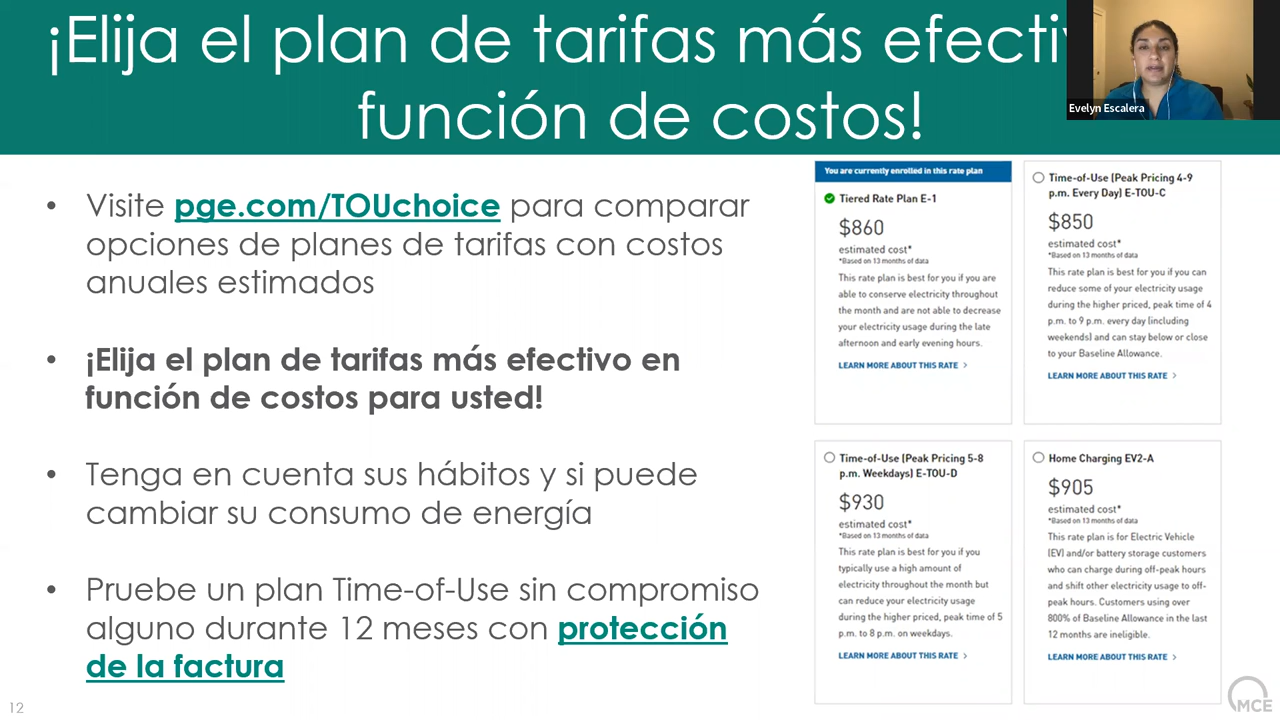 ¡Elija el plan de tarifas más
función de costos!
Evelyn Escalera
• Visite pge.com/TOUchoice para comparar
opciones de planes de tarifas con costos
anuales estimados
• ¡Elija el plan de tarifas más efectivo en
función de costos para usted!
• Tenga en cuenta sus hábitos y si puede
cambiar su consumo de energía
• Pruebe un plan Time-of-Use sin compromiso
alguno durante 12 meses con protección
de la factura
You are currently enrolled in this rate plan
Tiered Rate Plan E-1
$860
estimated cost*
*Based on 13 months of data
This rate plan is best for you if you are
able to conserve electricity throughout
the month and are not able to decrease
your electricity usage during the late
afternoon and early evening hours.
LEARN MORE ABOUT THIS RATE >
Time-of-Use (Peak Pricing 4-9
p.m. Every Day) E-TOU-C
$850
estimated cost*
*Based on 13 months of data
This rate plan is best for you if you can
reduce some of your electricity usage
during the higher priced, peak time of 4
p.m. to 9 p.m. every day (including
weekends) and can stay below or close
to your Baseline Allowance.
LEARN MORE ABOUT THIS RATE >
Time-of-Use (Peak Pricing 5-8
p.m. Weekdays) E-TOU-D
$930
estimated cost*
*Based on 13 months of data
This rate plan is best for you if you
typically use a high amount of
electricity throughout the month but
can reduce your electricity usage
during the higher priced, peak time of 5
p.m. to 8 p.m. on weekdays.
LEARN MORE ABOUT THIS RATE >
Home Charging EV2-A
$905
estimated cost*
*Based on 13 months of data
This rate plan is for Electric Vehicle
(EV) and/or battery storage customers
who can charge during off-peak hours
and shift other electricity usage to off-
peak hours. Customers using over
800% of Baseline Allowance in the last
12 months are ineligible.
LEARN MORE ABOUT THIS RATE >
12
MCE